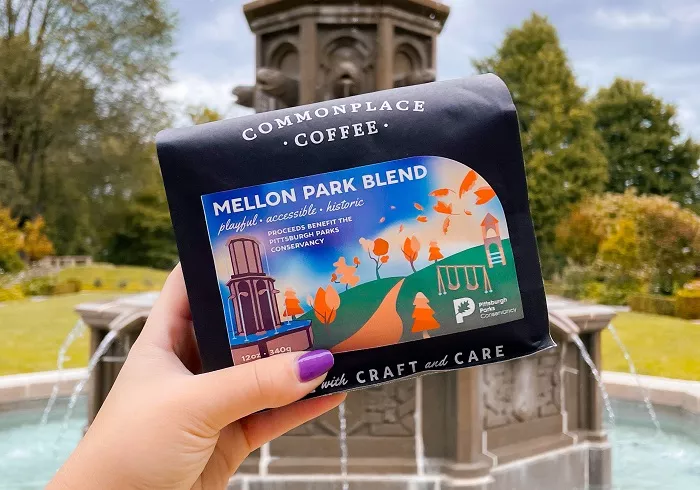 COMMONPLACE
· COFFEE ·
MELLON PARK BLEND
playful · accessible · historic
PROCEEDS BENEFIT THE
PITTSBURGH PARKS
CONSERVANCY
P
Pittsburgh
Parks
Conservancy
12oz · 340g
with CRAFT and CARE